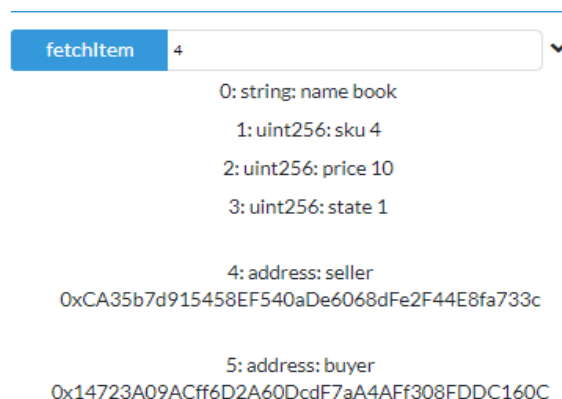 fetchItem 4
0: string: name book
1: uint256: sku 4
2: uint256: price 10
3: uint256: state 1
4: address: seller
0xCA35b7d915458EF540aDe6068dFe2F44E8fa733c
5: address: buyer
0x14723A09ACff6D2A60DcdF7aA4AFf308FDDC160C